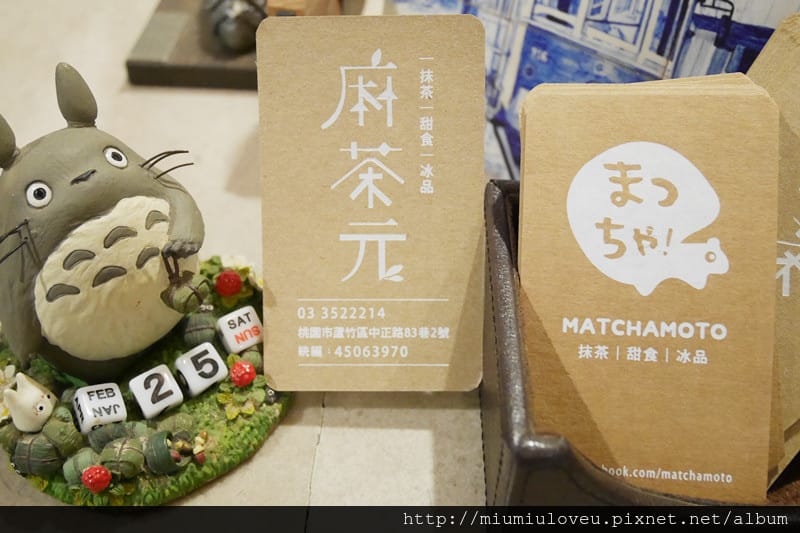 麻茶元
一抹茶|甜食|冰品
03 3522214
桃園市蘆竹區中正路83巷2號
統編：45063970
まっ
ちゃ!
MATCHAMOTO
抹茶|甜食|冰品
book.com/matchamoto
SAT
SUN
FEB
JAN
2
5
http://miumiuloveu.pixnet.net/album